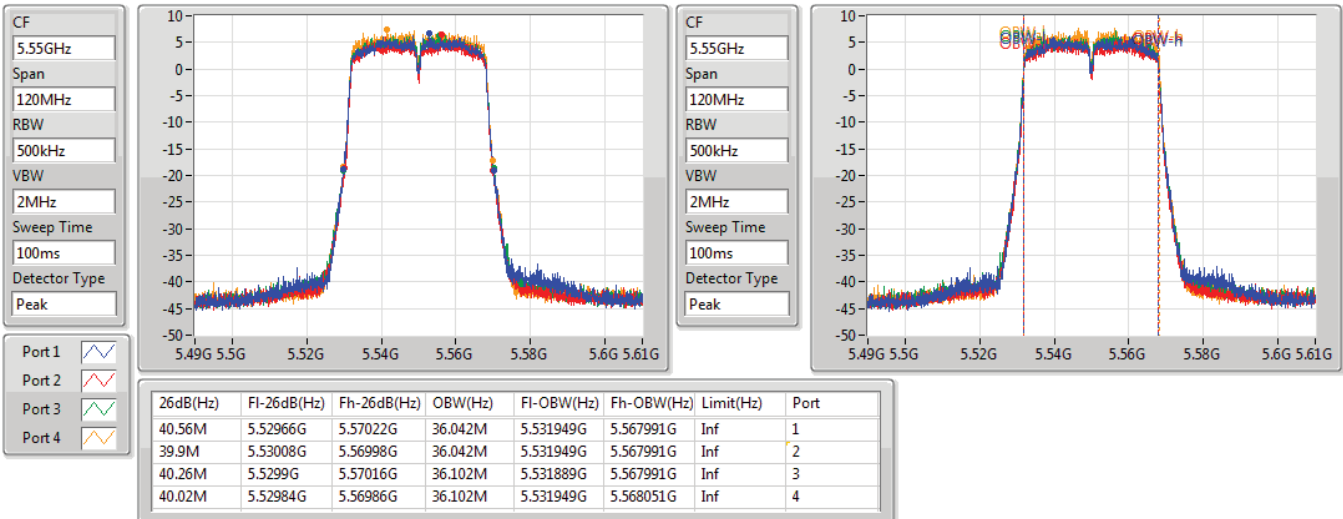 CF
5.55GHz
Span
120MHz
RBW
500kHz
VBW
2MHz
Sweep Time
100ms
Detector Type
Peak
Port 1
Port 2
Port 3
Port 4
10
5
0
-5
-10
-15
-20
-25
-30
-35
-40
-45
-50
5.49G 5.5G 5.52G 5.54G 5.56G 5.58G 5.6G 5.61G
CF
5.55GHz
Span
120MHz
RBW
500kHz
VBW
2MHz
Sweep Time
100ms
Detector Type
Peak
10
5
0
-5
-10
-15
-20
-25
-30
-35
-40
-45
-50
OBW-h
5.49G 5.5G 5.52G 5.54G 5.56G 5.58G 5.6G 5.61G
26dB(Hz) Fl-26dB(Hz) Fh-26dB(Hz) OBW(Hz) Fl-OBW(Hz) Fh-OBW(Hz) Limit(Hz) Port
40.56M 5.52966G 5.57022G 36.042M 5.531949G 5.567991G Inf 1
39.9M 5.53008G 5.56998G 36.042M 5.531949G 5.567991G Inf 2
40.26M 5.5299G 5.57016G 36.102M 5.531889G 5.567991G Inf 3
40.02M 5.52984G 5.56986G 36.102M 5.531949G 5.568051G Inf 4